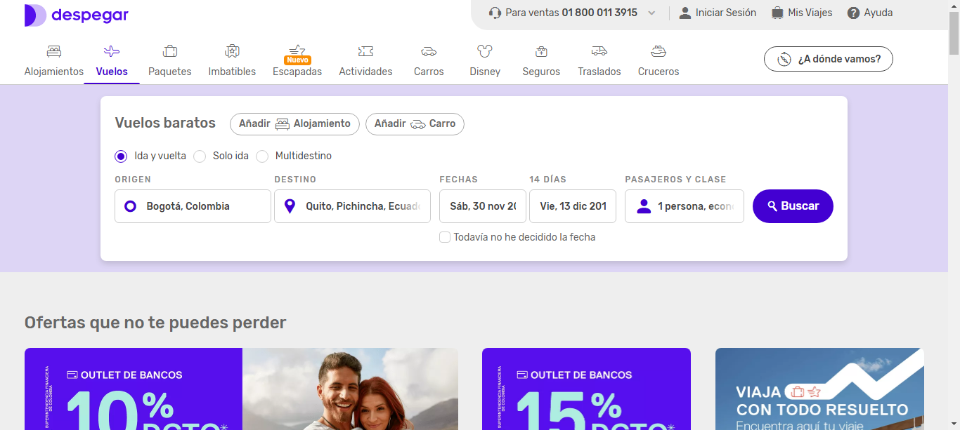 despegar
Para ventas 01 800 013 3915
Iniciar Sesión
Mis Viajes
Ayuda
Alojamientos
Vuelos
Paquetes
Imbatibles
Nuevo
Escapadas
Actividades
Carros
Disney
Seguros
Traslados
Cruceros
¿A dónde vamos?
Vuelos baratos
Añadir Alojamiento
Añadir Carro
Ida y vuelta
Solo ida
Multidestino
ORIGEN
DESTINO
FECHAS
14 DÍAS
PASAJEROS Y CLASE
Bogotá, Colombia
Quito, Pichincha, Ecuad
Sáb, 30 nov 20
Vie, 13 dic 201
1 persona, econ
Buscar
Todavía no he decidido la fecha
Ofertas que no te puedes perder
OUTLET DE BANCOS
10%
DCTO*
OUTLET DE BANCOS
15%
DCTO*
VIAJA
CON TODO RESUELTO
Encuentra aquí tu viaje